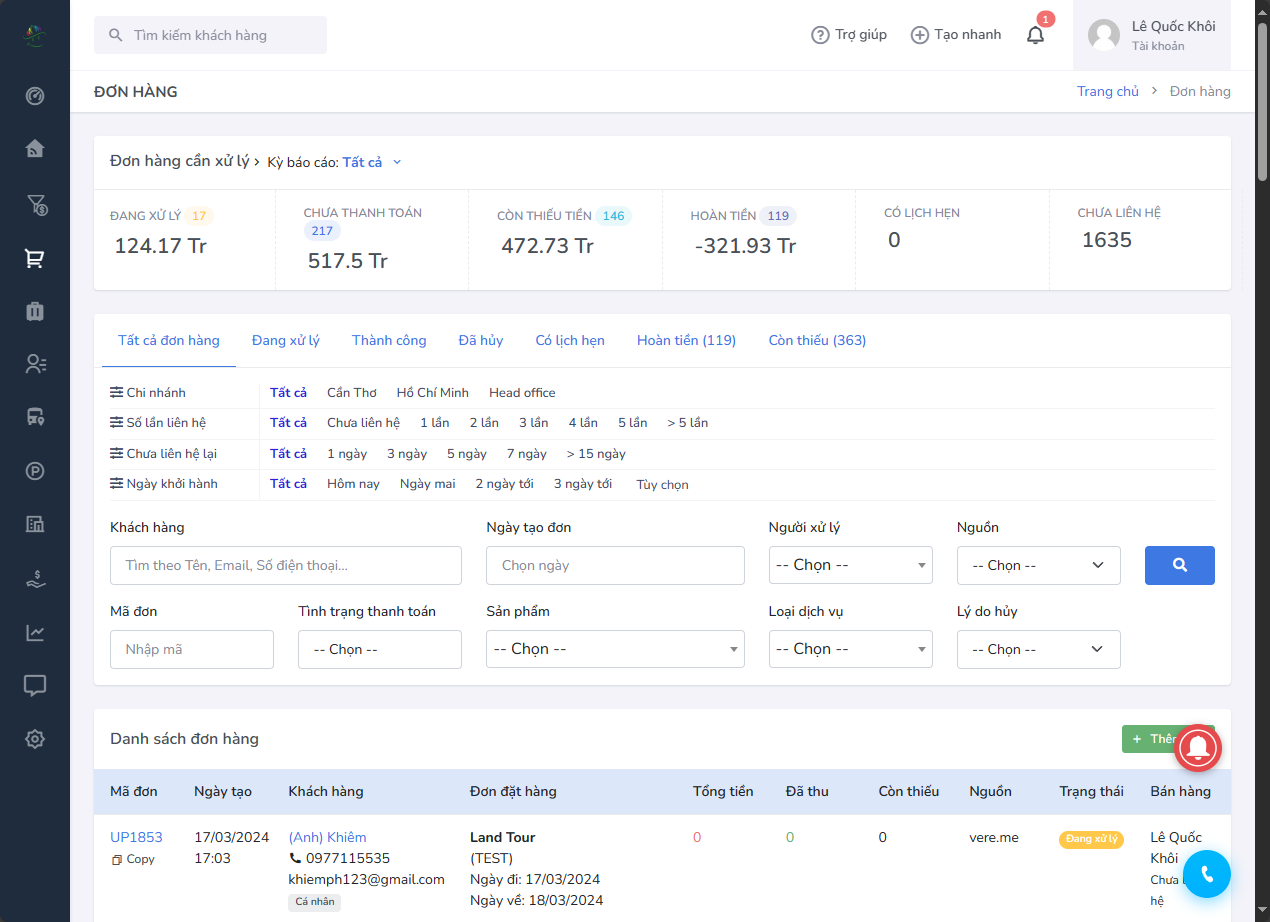 Tìm kiếm khách hàng
Trợ giúp
Tạo nhanh
1
Lê Quốc Khôi
Tài khoản
ĐƠN HÀNG
Trang chủ > Đơn hàng
Đơn hàng cần xử lý › Kỳ báo cáo: Tất cả
ĐANG XỬ LÝ 17
124.17 Tr
CHƯA THANH TOÁN
217
517.5 Tr
CÒN THIẾU TIỀN 146
472.73 Tr
HOÀN TIỀN 119
-321.93 Tr
CÓ LỊCH HẸN
0
CHƯA LIÊN HỆ
1635
Tất cả đơn hàng Đang xử lý Thành công Đã hủy Có lịch hẹn Hoàn tiền (119) Còn thiếu (363)
Chi nhánh Tất cả Cần Thơ Hồ Chí Minh Head office
Số lần liên hệ Tất cả Chưa liên hệ 1 lần 2 lần 3 lần 4 lần 5 lần > 5 lần
Chưa liên hệ lại Tất cả 1 ngày 3 ngày 5 ngày 7 ngày > 15 ngày
Ngày khởi hành Tất cả Hôm nay Ngày mai 2 ngày tới 3 ngày tới Tùy chọn
Khách hàng Ngày tạo đơn Người xử lý Nguồn
Tìm theo Tên, Email, Số điện thoại... Chọn ngày -- Chọn -- -- Chọn --
Mã đơn Tình trạng thanh toán Sản phẩm Loại dịch vụ Lý do hủy
Nhập mã -- Chọn -- -- Chọn -- -- Chọn -- -- Chọn --
Danh sách đơn hàng
Mã đơn Ngày tạo Khách hàng Đơn đặt hàng Tổng tiền Đã thu Còn thiếu Nguồn Trạng thái Bán hàng
UP1853 17/03/2024 (Anh) Khiêm Land Tour 0 0 0 vere.me Đang xử lý Lê Quốc
Copy 17:03 0977115535 (TEST) Khôi
khiemph123@gmail.com Ngày đi: 17/03/2024 Chưa
Cá nhân Ngày về: 18/03/2024 hệ